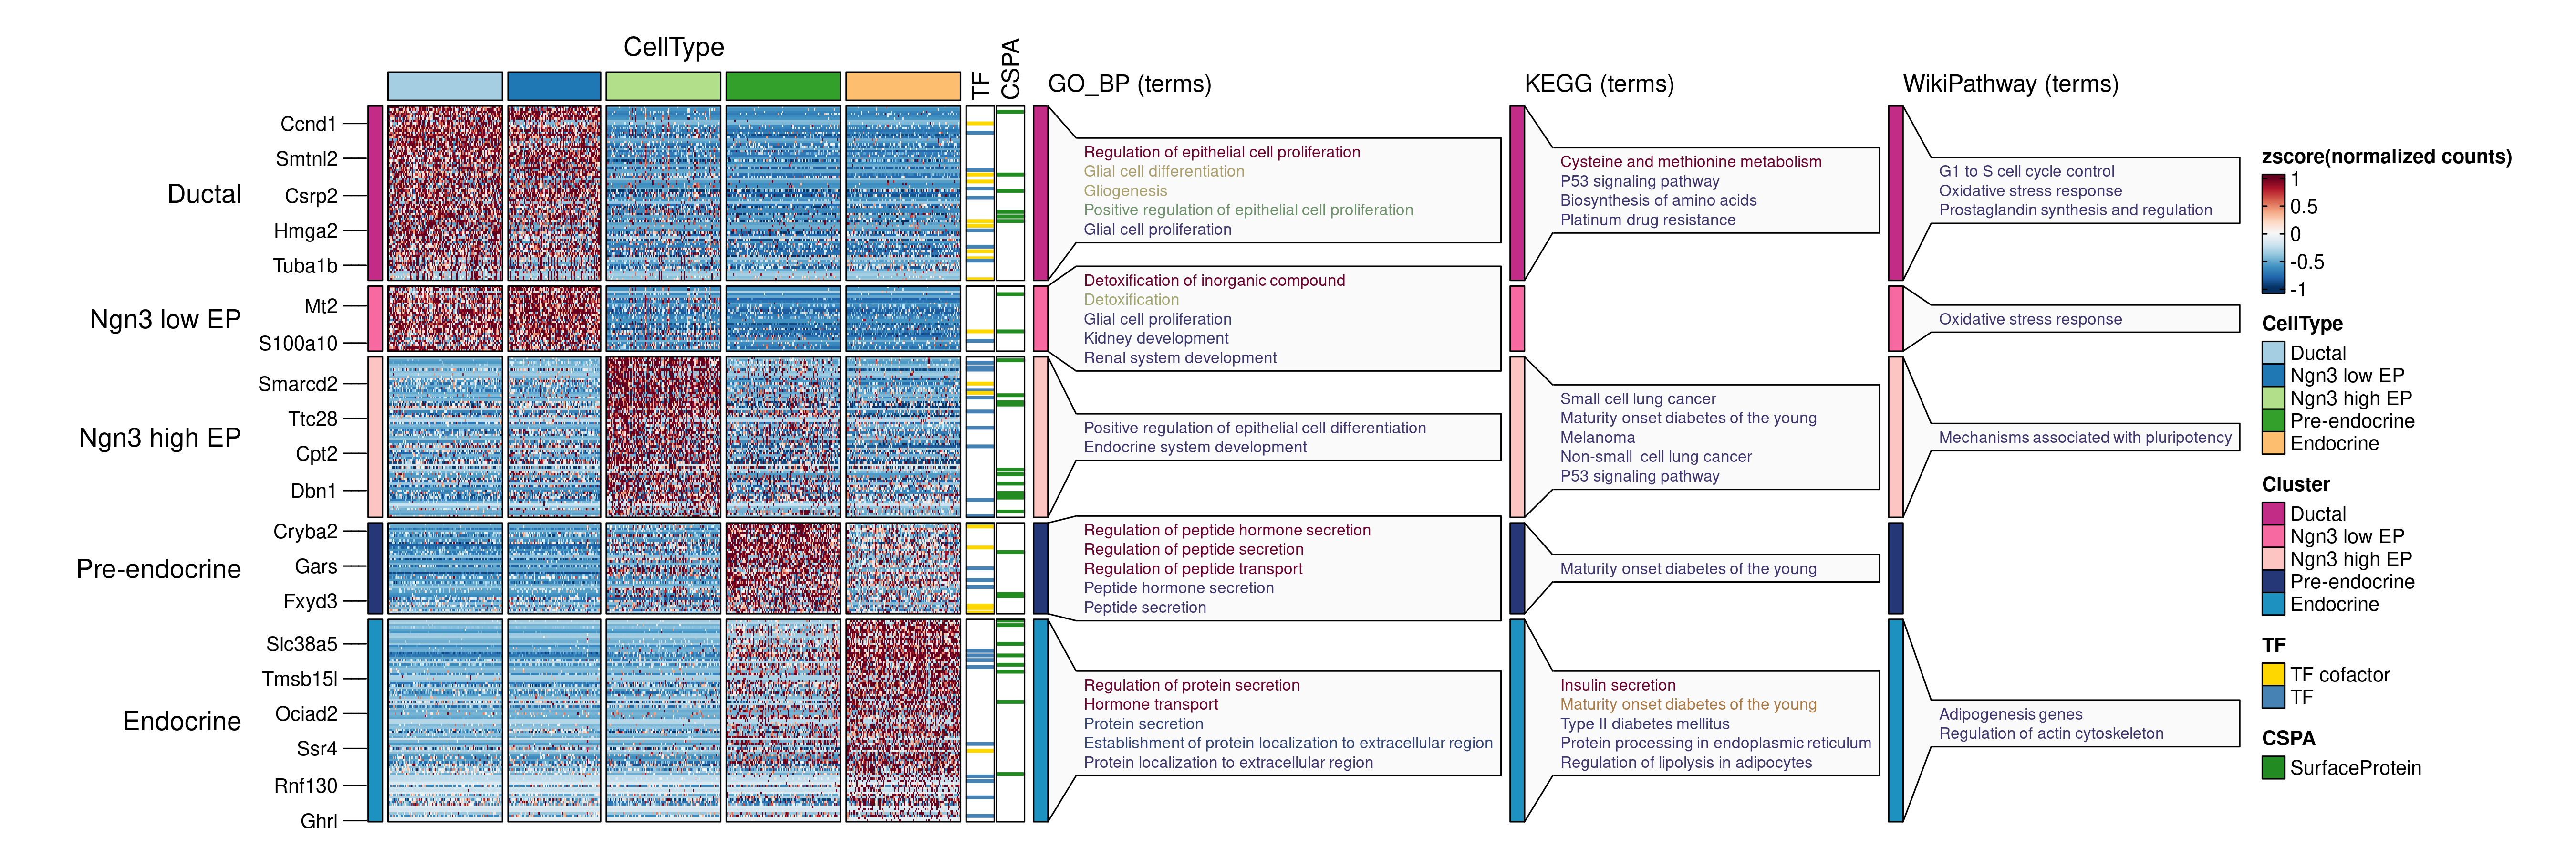 CellType
TF
CSPA
GO_BP (terms)
KEGG (terms)
WikiPathway (terms)
Ductal
Ccnd1
Smtnl2
Csrp2
Hmga2
Tuba1b
Regulation of epithelial cell proliferation
Glial cell differentiation
Gliogenesis
Positive regulation of epithelial cell proliferation
Glial cell proliferation
Cysteine and methionine metabolism
P53 signaling pathway
Biosynthesis of amino acids
Platinum drug resistance
G1 to S cell cycle control
Oxidative stress response
Prostaglandin synthesis and regulation
Ngn3 low EP
Mt2
S100a10
Detoxification of inorganic compound
Detoxification
Glial cell proliferation
Kidney development
Renal system development
Oxidative stress response
Ngn3 high EP
Smarcd2
Ttc28
Cpt2
Dbn1
Positive regulation of epithelial cell differentiation
Endocrine system development
Small cell lung cancer
Maturity onset diabetes of the young
Melanoma
Non-small cell lung cancer
P53 signaling pathway
Mechanisms associated with pluripotency
Pre-endocrine
Cryba2
Gars
Fxyd3
Regulation of peptide hormone secretion
Regulation of peptide secretion
Regulation of peptide transport
Peptide hormone secretion
Peptide secretion
Maturity onset diabetes of the young
Endocrine
Slc38a5
Tmsb15l
Ociad2
Ssr4
Rnf130
Ghrl
Regulation of protein secretion
Hormone transport
Protein secretion
Establishment of protein localization to extracellular region
Protein localization to extracellular region
Insulin secretion
Maturity onset diabetes of the young
Type II diabetes mellitus
Protein processing in endoplasmic reticulum
Regulation of lipolysis in adipocytes
Adipogenesis genes
Regulation of actin cytoskeleton
zscore(normalized counts)
1
0.5
0
-0.5
-1
CellType
Ductal
Ngn3 low EP
Ngn3 high EP
Pre-endocrine
Endocrine
Cluster
Ductal
Ngn3 low EP
Ngn3 high EP
Pre-endocrine
Endocrine
TF
TF cofactor
TF
CSPA
SurfaceProtein